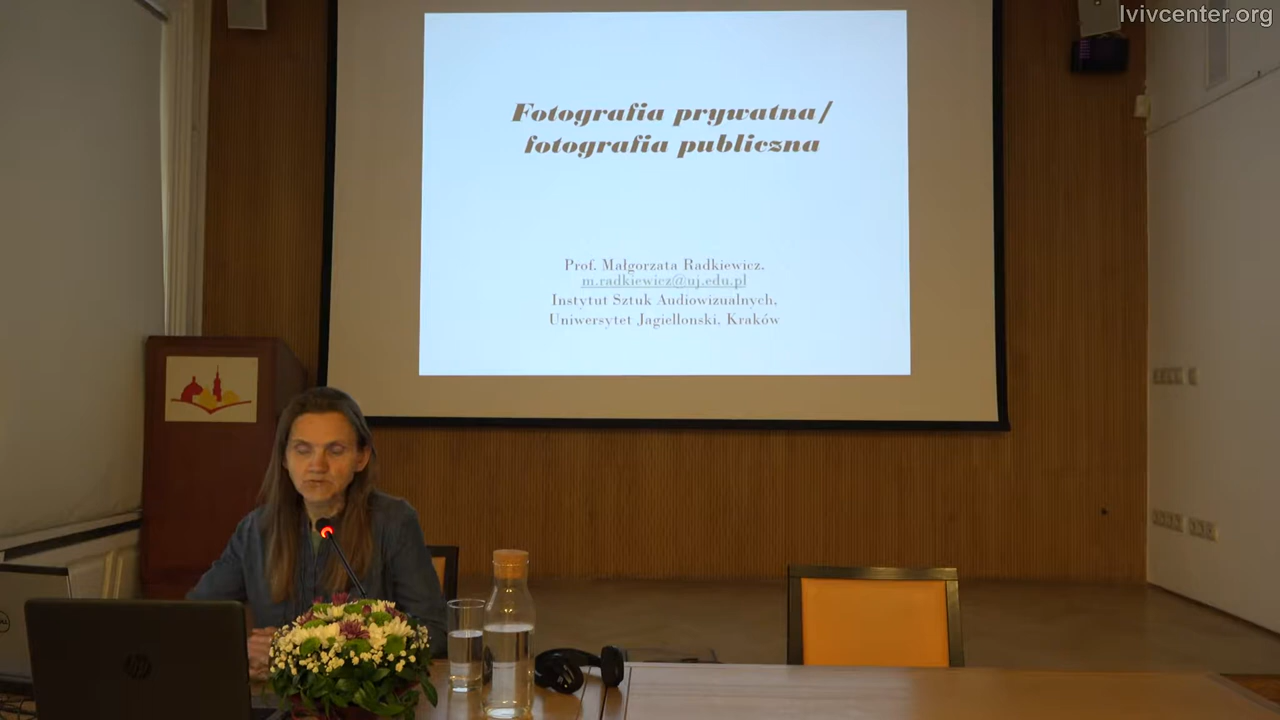 lvivcenter.org
Fotografia prywatna/
fotografia publiczna
Prof. Małgorzata Radkiewicz,
m.radkiewicz@uj.edu.pl
Instytut Sztuk Audiowizualnych,
Uniwersytet Jagielloński, Kraków
hp